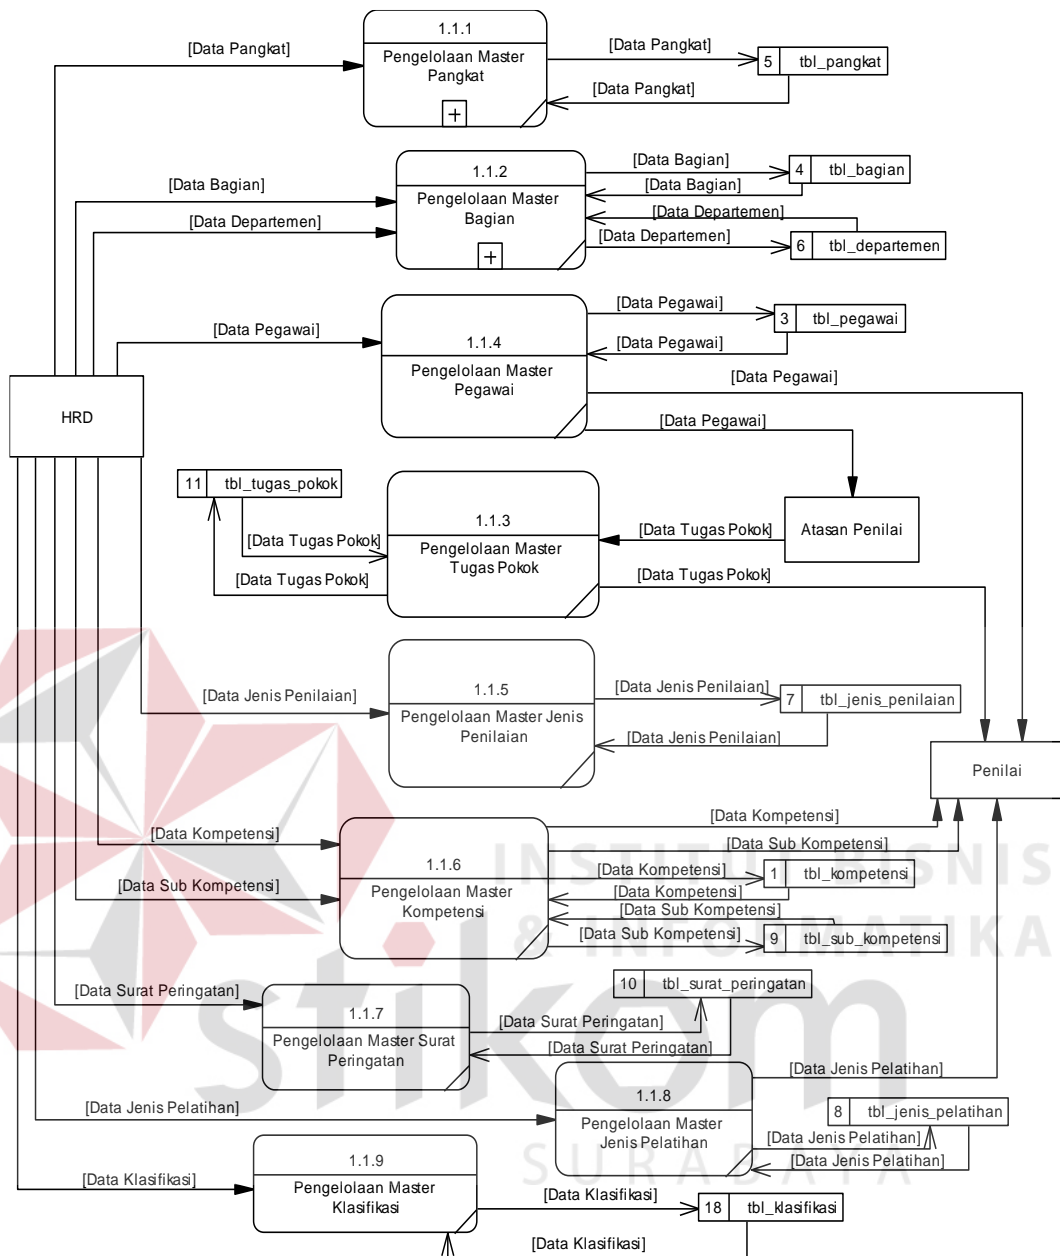 1.1.1
[Data Pangkat]
Pengelolaan Master
Pangkat
[Data Pangkat]
5 tbl_pangkat
[Data Pangkat]
+
1.1.2
[Data Bagian]
[Data Departemen]
Pengelolaan Master
Bagian
+
[Data Bagian]
4 tbl_bagian
[Data Bagian]
[Data Departemen]
[Data Departemen]
6 tbl_departemen
[Data Pegawai]
1.1.4
Pengelolaan Master
Pegawai
[Data Pegawai]
3 tbl_pegawai
[Data Pegawai]
[Data Pegawai]
[Data Pegawai]
HRD
11 tbl_tugas_pokok
[Data Tugas Pokok]
[Data Tugas Pokok]
1.1.3
Pengelolaan Master
Tugas Pokok
[Data Tugas Pokok]
Atasan Penilai
[Data Tugas Pokok]
[Data Jenis Penilaian]
1.1.5
Pengelolaan Master Jenis
Penilaian
[Data Jenis Penilaian]
7 tbl_jenis_penilaian
[Data Jenis Penilaian]
Penilai
[Data Kompetensi]
[Data Sub Kompetensi]
1.1.6
Pengelolaan Master
Kompetensi
[Data Kompetensi]
[Data Sub Kompetensi]
[Data Kompetensi]
1 tbl_kompetensi
[Data Kompetensi]
[Data Sub Kompetensi]
[Data Sub Kompetensi]
9 tbl_sub_kompetensi
INSTITUT BISNIS
& INFORMATIKA
stikom
SURABAYA
[Data Surat Peringatan]
1.1.7
Pengelolaan Master Surat
Peringatan
10 tbl_surat_peringatan
[Data Surat Peringatan]
[Data Surat Peringatan]
[Data Jenis Pelatihan]
1.1.8
Pengelolaan Master
Jenis Pelatihan
[Data Jenis Pelatihan]
8 tbl_jenis_pelatihan
[Data Jenis Pelatihan]
[Data Jenis Pelatihan]
[Data Klasifikasi]
1.1.9
Pengelolaan Master
Klasifikasi
[Data Klasifikasi]
18 tbl_klasifikasi
[Data Klasifikasi]